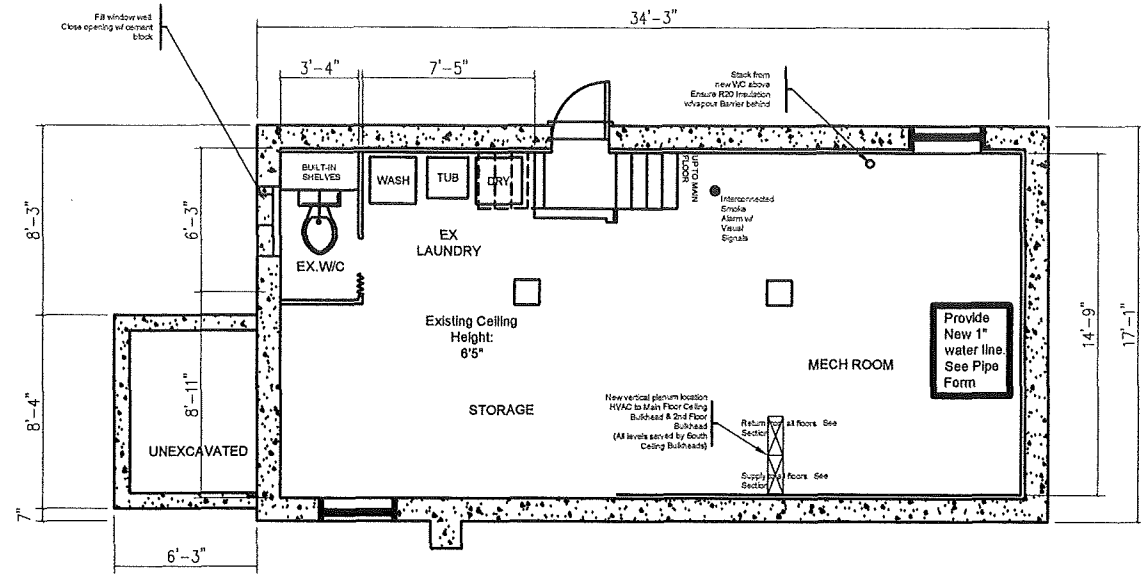 Fill window well
Close opening w/ cement
block
34'-3"
3'-4"
7'-5"
Stack from
new WC above
Ensure R20 Insulation
w/vapour Barrier behind
BUILT-IN
SHELVES
WASH
TUB
DRY
UP TO MAIN
FLOOR
Interconnected
Smoke
Alarm w/
Visual
Signals
8'-3"
6'-3"
EX.W/C
EX
LAUNDRY
Existing Ceiling
Height:
6'5"
Provide
New 1"
water line.
See Pipe
Form
14'-9"
17'-1"
MECH ROOM
8'-4"
8'-11"
STORAGE
New vertical plenum location
HVAC to Main Floor Ceiling
Bulkhead & 2nd Floor
Bulkhead
(All levels served by South
Ceiling Bulkheads)
Return from all floors. See
Section
Supply to all floors. See
Section
UNEXCAVATED
7"
6'-3"